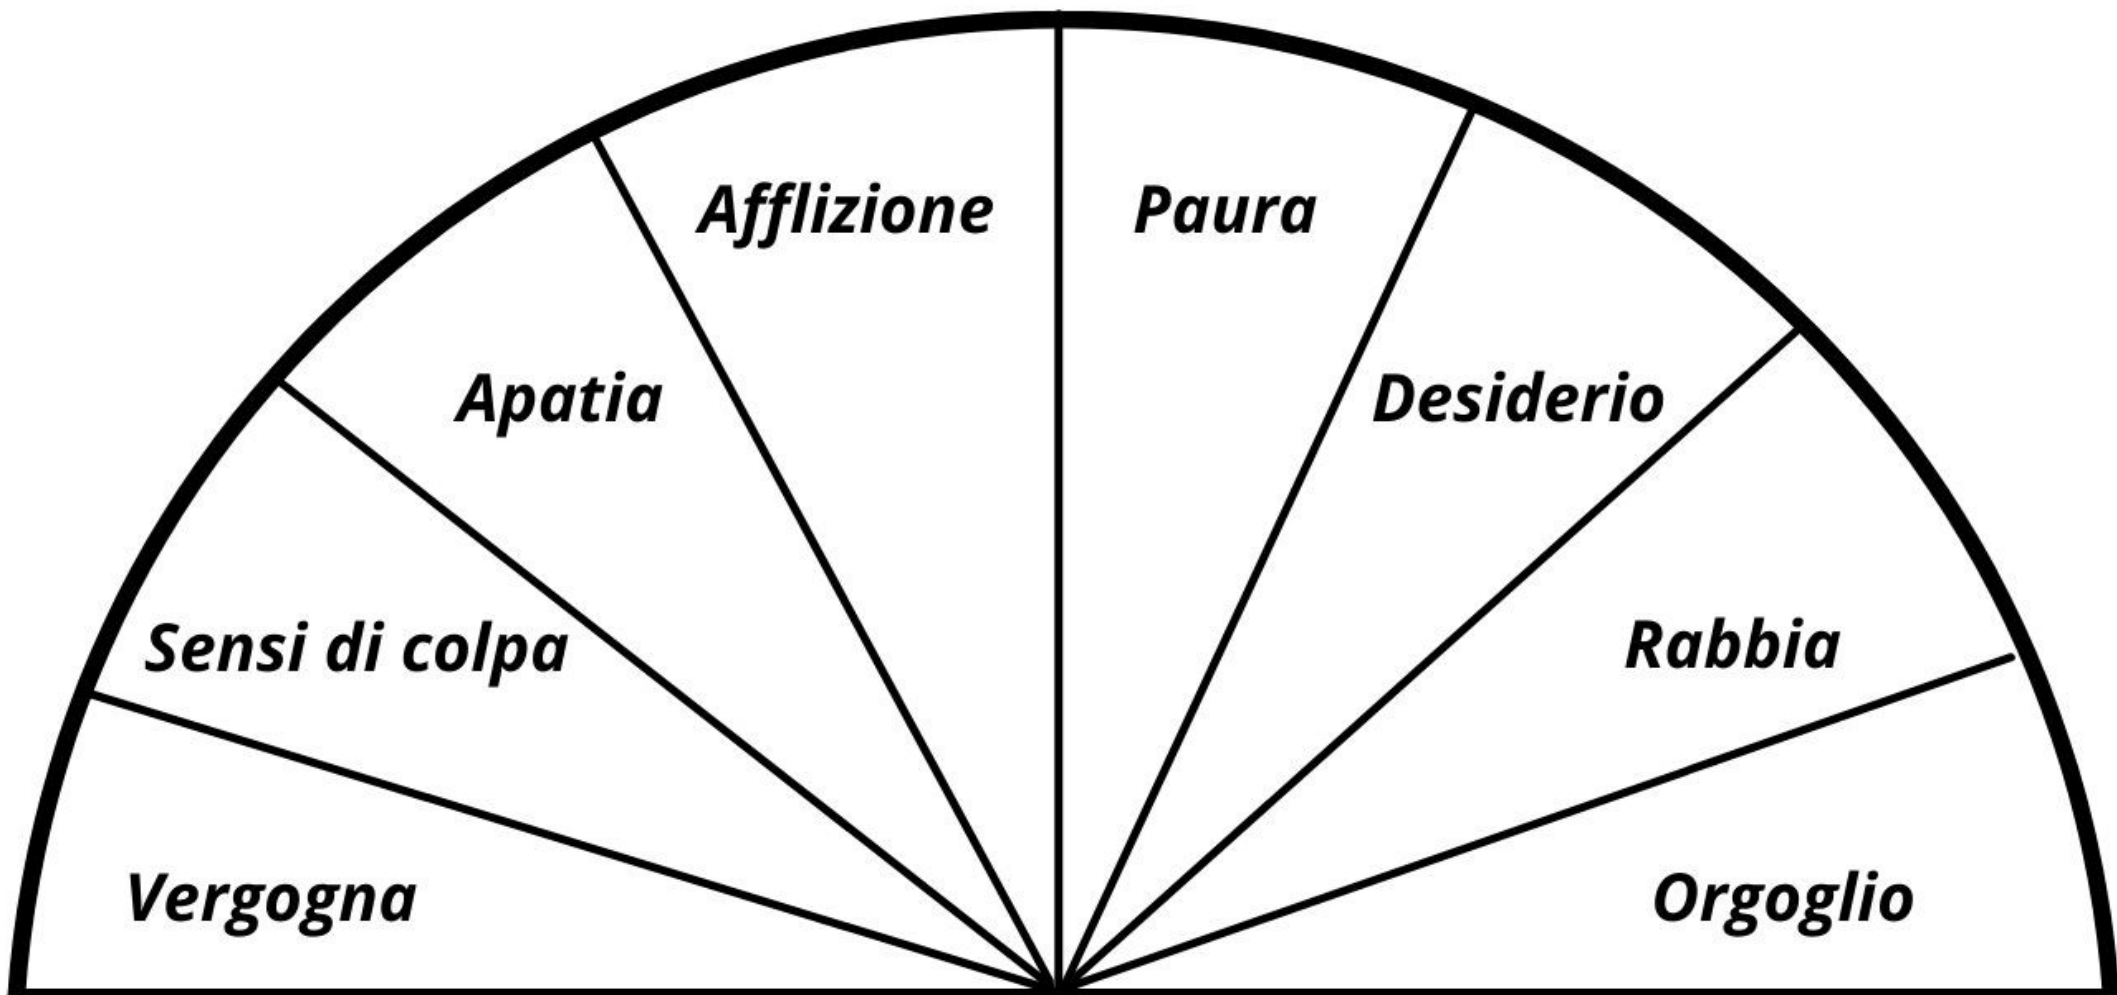 Afflizione
Paura
Apatia
Desiderio
Sensi di colpa
Rabbia
Vergogna
Orgoglio